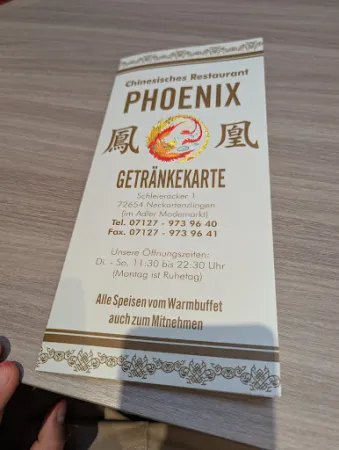 Chinesisches Restaurant
PHOENIX
鳳 凰
GETRÄNKEKARTE
Schleieräcker 1
72654 Neckartenzlingen
(im Adler Modemarkt)
Tel. 07127 - 973 96 40
Fax. 07127 - 973 96 41
Unsere Öffnungszeiten:
Di. - So. 11:30 bis 22:30 Uhr
(Montag ist Ruhetag)
Alle Speisen vom Warmbuffet
auch zum Mitnehmen